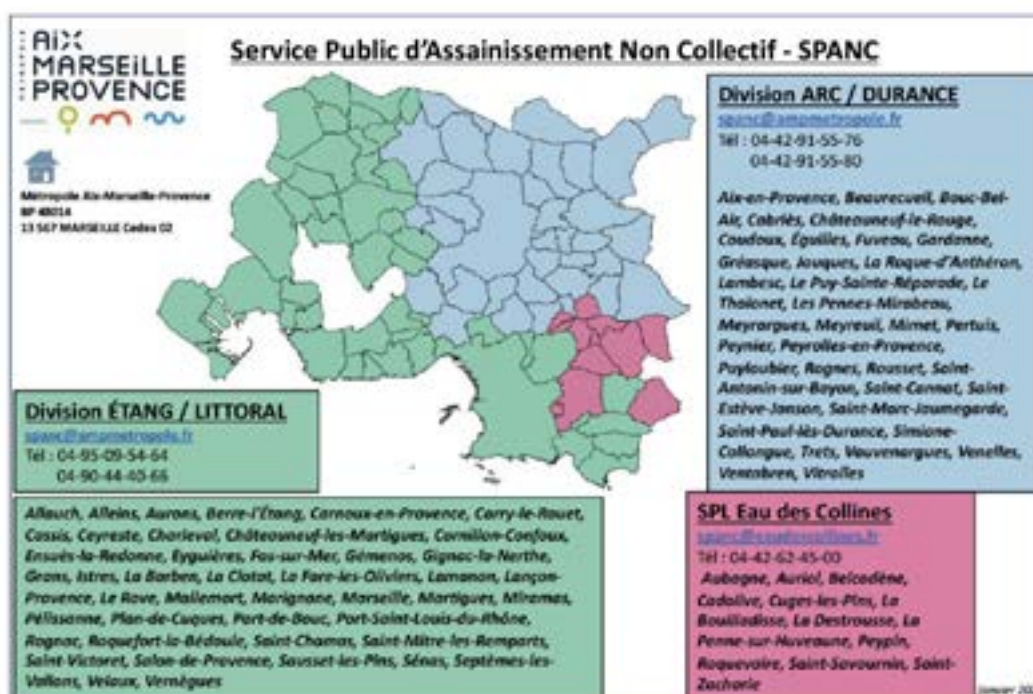 AiX
MARSEiLLE
PROVENCE
Service Public d'Assainissement Non Collectif - SPANC
Métropole Aix-Marseille-Provence
BP 48014
13 567 MARSEILLE Cedex 02
Division ARC / DURANCE
spanc@ampmetropole.fr
Tél : 04-42-91-55-76
04-42-91-55-80
Aix-en-Provence, Beaurecueil, Bouc-Bel-
Air, Cabriès, Châteauneuf-le-Rouge,
Coudoux, Éguilles, Fuveau, Gardanne,
Gréasque, Jouques, La Roque-d'Anthéron,
Lambesc, Le Puy-Sainte-Réparade, Le
Tholonet, Les Pennes-Mirabeau,
Meyrargues, Meyreuil, Mimet, Pertuis,
Peynier, Peyrolles-en-Provence,
Puyloubier, Rognes, Rousset, Saint-
Antonin-sur-Bayon, Saint-Cannat, Saint-
Estève-Janson, Saint-Marc-Jaumegarde,
Saint-Paul-lès-Durance, Simiane-
Collongue, Trets, Vauvenargues, Venelles,
Ventabren, Vitrolles
Division ÉTANG / LITTORAL
spanc@ampmetropole.fr
Tél : 04-95-09-54-64
04-90-44-40-66
Allauch, Alleins, Aurons, Berre-l'Étang, Carnoux-en-Provence, Carry-le-Rouet,
Cassis, Ceyreste, Charleval, Châteauneuf-les-Martigues, Cornillon-Confoux,
Ensuès-la-Redonne, Eyguières, Fos-sur-Mer, Gémenos, Gignac-la-Nerthe,
Grans, Istres, La Barben, La Ciotat, La Fare-les-Oliviers, Lamanon, Lançon-
Provence, Le Rove, Mallemort, Marignane, Marseille, Martigues, Miramas,
Pélissanne, Plan-de-Cuques, Port-de-Bouc, Port-Saint-Louis-du-Rhône,
Rognac, Roquefort-la-Bédoule, Saint-Chamas, Saint-Mitre-les-Remparts,
Saint-Victoret, Salon-de-Provence, Sausset-les-Pins, Sénas, Septèmes-les-
Vallons, Velaux, Vernègues
SPL Eau des Collines
spanc@eaudescollines.fr
Tél : 04-42-62-45-00
Aubagne, Auriol, Belcodène,
Cadolive, Cuges-les-Pins, La
Bouilladisse, La Destrousse, La
Penne-sur-Huveaune, Peypin,
Roquevaire, Saint-Savournin, Saint-
Zacharie
Janvier